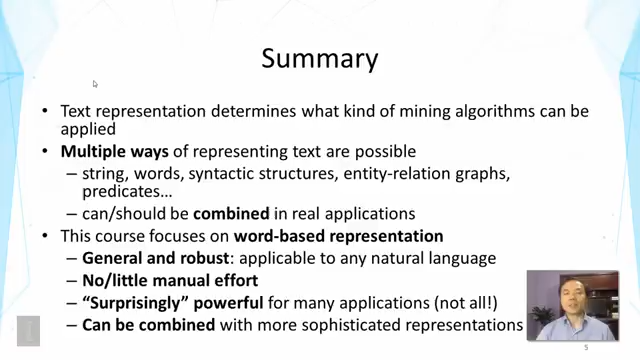 Summary
• Text representation determines what kind of mining algorithms can be
applied
• Multiple ways of representing text are possible
– string, words, syntactic structures, entity-relation graphs,
predicates…
– can/should be combined in real applications
• This course focuses on word-based representation
– General and robust: applicable to any natural language
– No/little manual effort
– “Surprisingly” powerful for many applications (not all!)
– Can be combined with more sophisticated representations
5